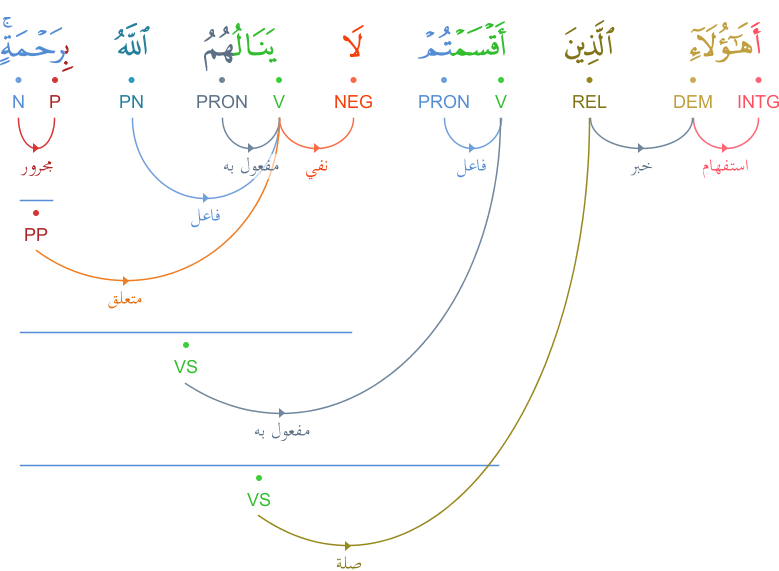 أَهَٰٓؤُلَآءِ ٱلَّذِينَ أَقْسَمْتُمْ لَا يَنَالُهُمُ ٱللَّهُ بِرَحْمَةٍ ۚ
INTG DEM REL V PRON NEG V PRON PN P N
استفهام خبر فاعل نفي مفعول به مجرور
فاعل
PP
متعلق
VS
مفعول به
VS
صلة